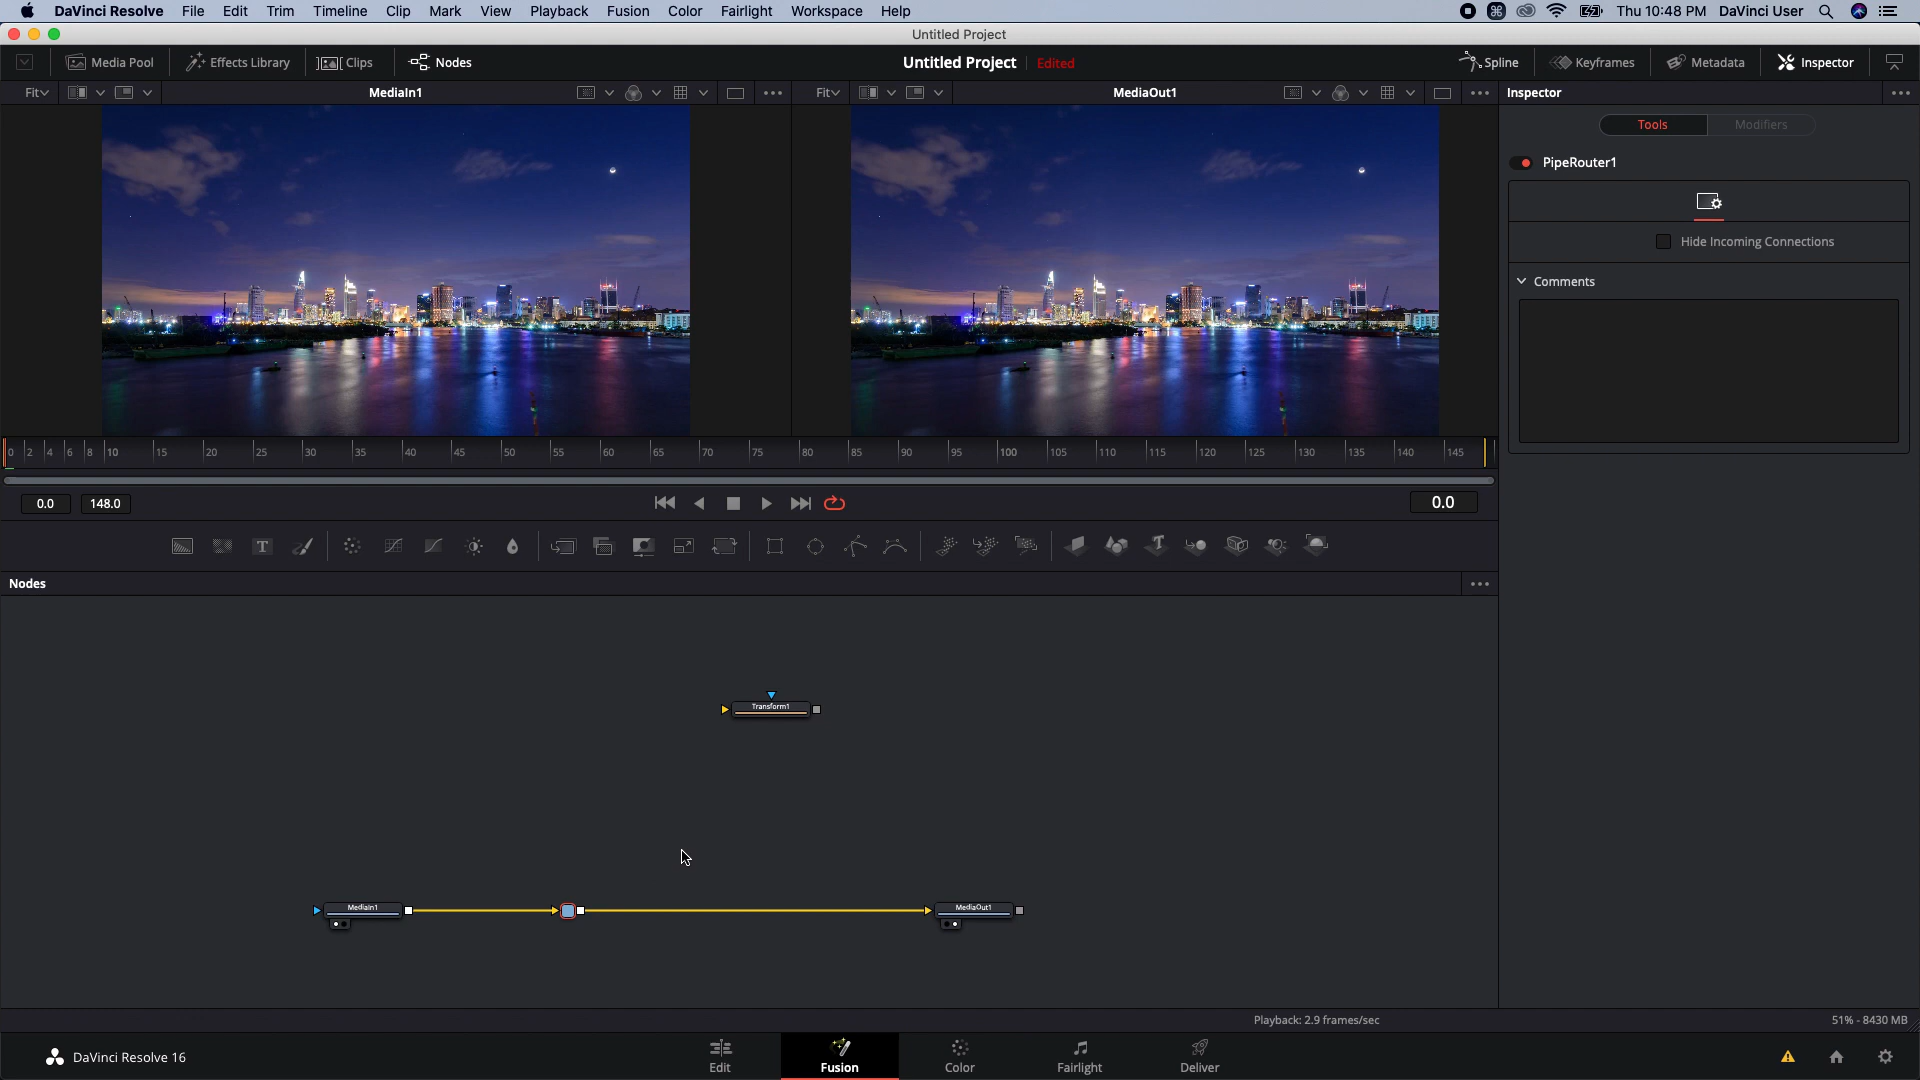 DaVinci Resolve File Edit Trim Timeline Clip Mark View Playback Fusion Color Fairlight Workspace Help Thu 10:48 PM DaVinci User
Untitled Project
Media Pool Effects Library Clips Nodes Untitled Project Edited Spline Keyframes Metadata Inspector
Fit MediaIn1 Fit MediaOut1 Inspector
Tools Modifiers
PipeRouter1
Hide Incoming Connections
Comments
0 2 4 6 8 10 15 20 25 30 35 40 45 50 55 60 65 70 75 80 85 90 95 100 105 110 115 120 125 130 135 140 145
0.0 148.0 0.0
T
Nodes
Transform1
MediaIn1 MediaOut1
Playback: 2.9 frames/sec 51% - 8430 MB
DaVinci Resolve 16 Edit Fusion Color Fairlight Deliver